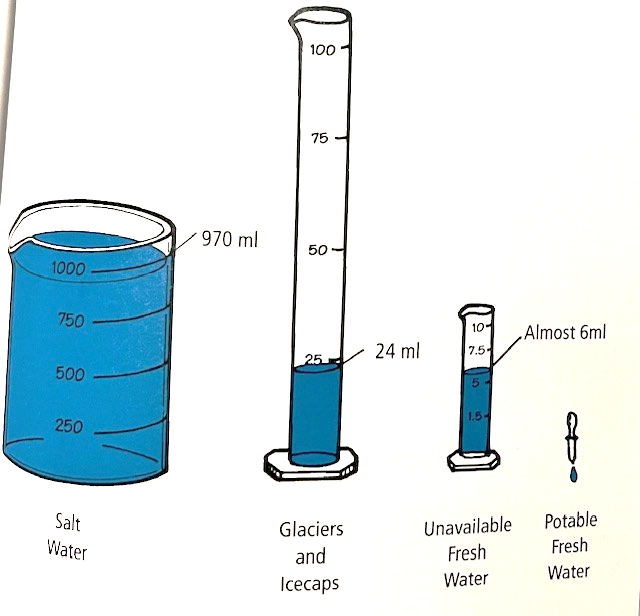 100
75
50
25
24 ml
970 ml
1000
750
500
250
10
7.5
5
1.5
Almost 6ml
Salt
Water
Glaciers
and
Icecaps
Unavailable
Fresh
Water
Potable
Fresh
Water